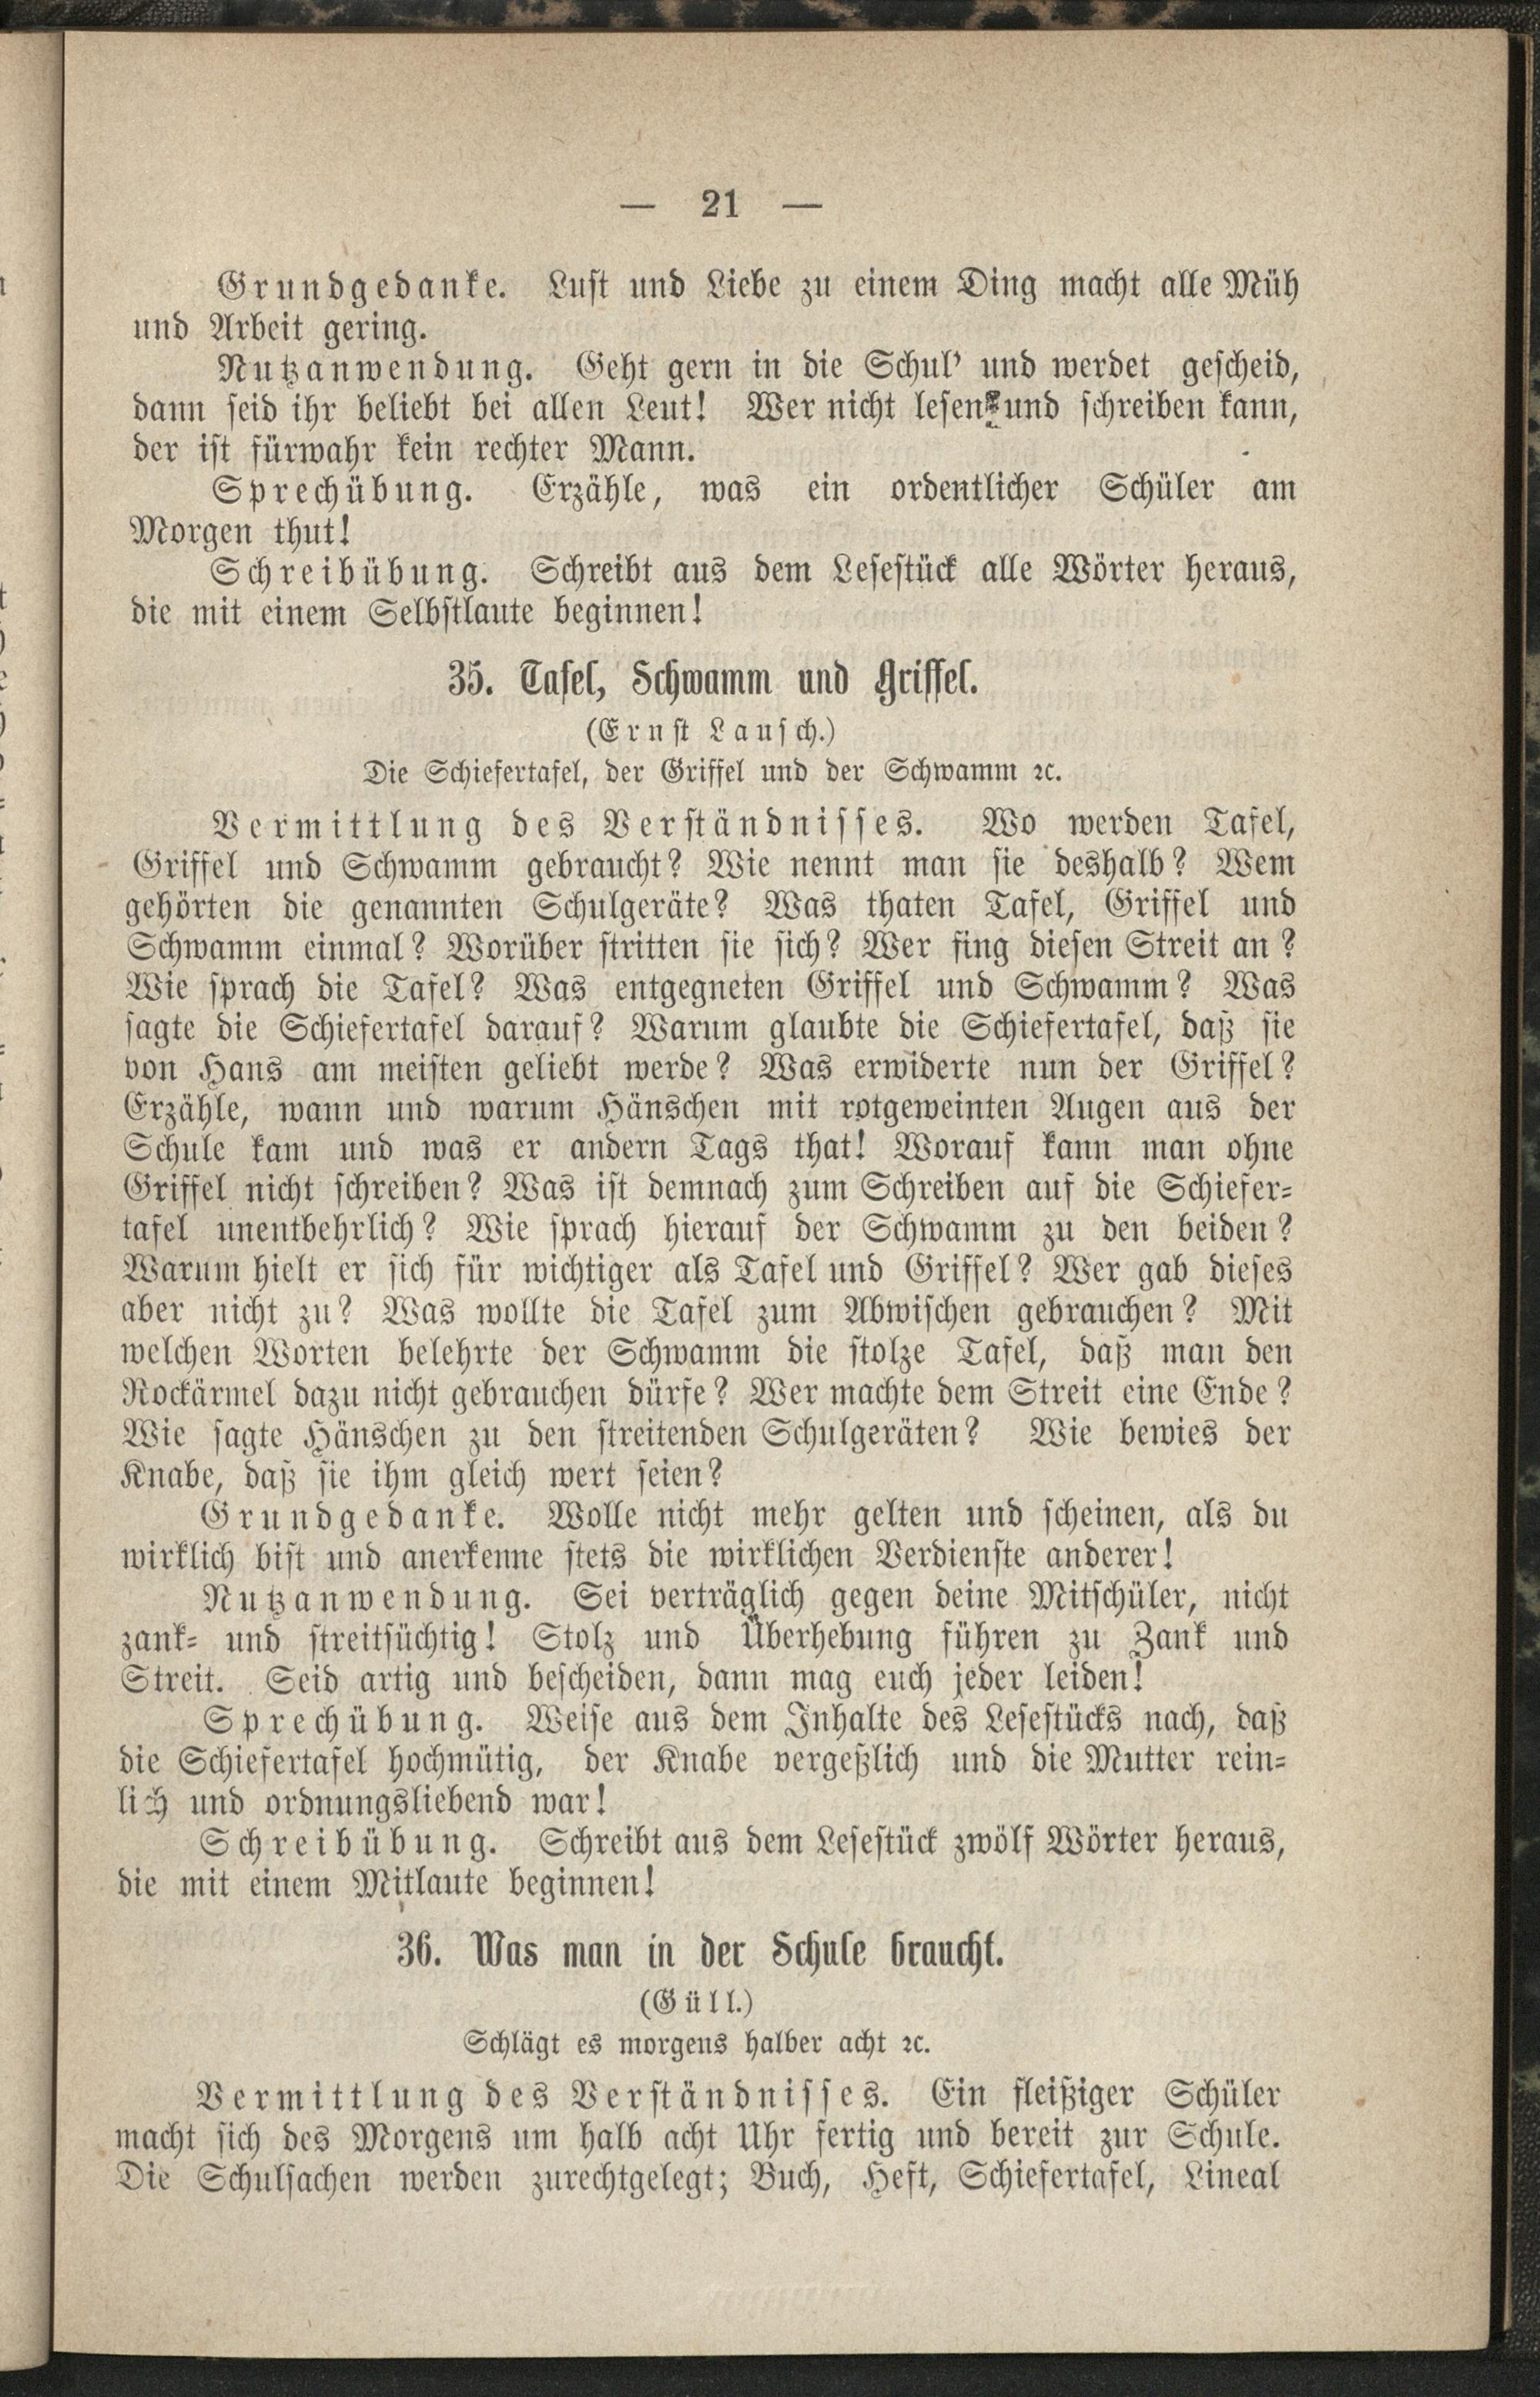 — 21 —
Grundgedanke. Lust und Liebe zu einem Ding macht alle Müh
und Arbeit gering.
Nutzanwendung. Geht gern in die Schul' und werdet gescheid,
dann seid ihr beliebt bei allen Leut! Wer nicht lesen und schreiben kann,
der ist fürwahr kein rechter Mann.
Sprechübung. Erzähle, was ein ordentlicher Schüler am
Morgen thut!
Schreibübung. Schreibt aus dem Lesestück alle Wörter heraus,
die mit einem Selbstlaute beginnen!
35. Tafel, Schwamm und Griffel.
(Ernst Lausch.)
Die Schiefertafel, der Griffel und der Schwamm ꝛc.
Vermittlung des Verständnisses. Wo werden Tafel,
Griffel und Schwamm gebraucht? Wie nennt man sie deshalb? Wem
gehörten die genannten Schulgeräte? Was thaten Tafel, Griffel und
Schwamm einmal? Worüber stritten sie sich? Wer fing diesen Streit an?
Wie sprach die Tafel? Was entgegneten Griffel und Schwamm? Was
sagte die Schiefertafel darauf? Warum glaubte die Schiefertafel, daß sie
von Hans am meisten geliebt werde? Was erwiderte nun der Griffel?
Erzähle, wann und warum Hänschen mit rotgeweinten Augen aus der
Schule kam und was er andern Tags that! Worauf kann man ohne
Griffel nicht schreiben? Was ist demnach zum Schreiben auf die Schiefer-
tafel unentbehrlich? Wie sprach hierauf der Schwamm zu den beiden?
Warum hielt er sich für wichtiger als Tafel und Griffel? Wer gab dieses
aber nicht zu? Was wollte die Tafel zum Abwischen gebrauchen? Mit
welchen Worten belehrte der Schwamm die stolze Tafel, daß man den
Rockärmel dazu nicht gebrauchen dürfe? Wer machte dem Streit eine Ende?
Wie sagte Hänschen zu den streitenden Schulgeräten? Wie bewies der
Knabe, daß sie ihm gleich wert seien?
Grundgedanke. Wolle nicht mehr gelten und scheinen, als du
wirklich bist und anerkenne stets die wirklichen Verdienste anderer!
Nutzanwendung. Sei verträglich gegen deine Mitschüler, nicht
zank- und streitsüchtig! Stolz und Überhebung führen zu Zank und
Streit. Seid artig und bescheiden, dann mag euch jeder leiden!
Sprechübung. Weise aus dem Inhalte des Lesestücks nach, daß
die Schiefertafel hochmütig, der Knabe vergeßlich und die Mutter rein-
lich und ordnungsliebend war!
Schreibübung. Schreibt aus dem Lesestück zwölf Wörter heraus,
die mit einem Mitlaute beginnen!
36. Was man in der Schule braucht.
(Güll.)
Schlägt es morgens halber acht ꝛc.
Vermittlung des Verständnisses. Ein fleißiger Schüler
macht sich des Morgens um halb acht Uhr fertig und bereit zur Schule.
Die Schulsachen werden zurechtgelegt; Buch, Heft, Schiefertafel, Lineal